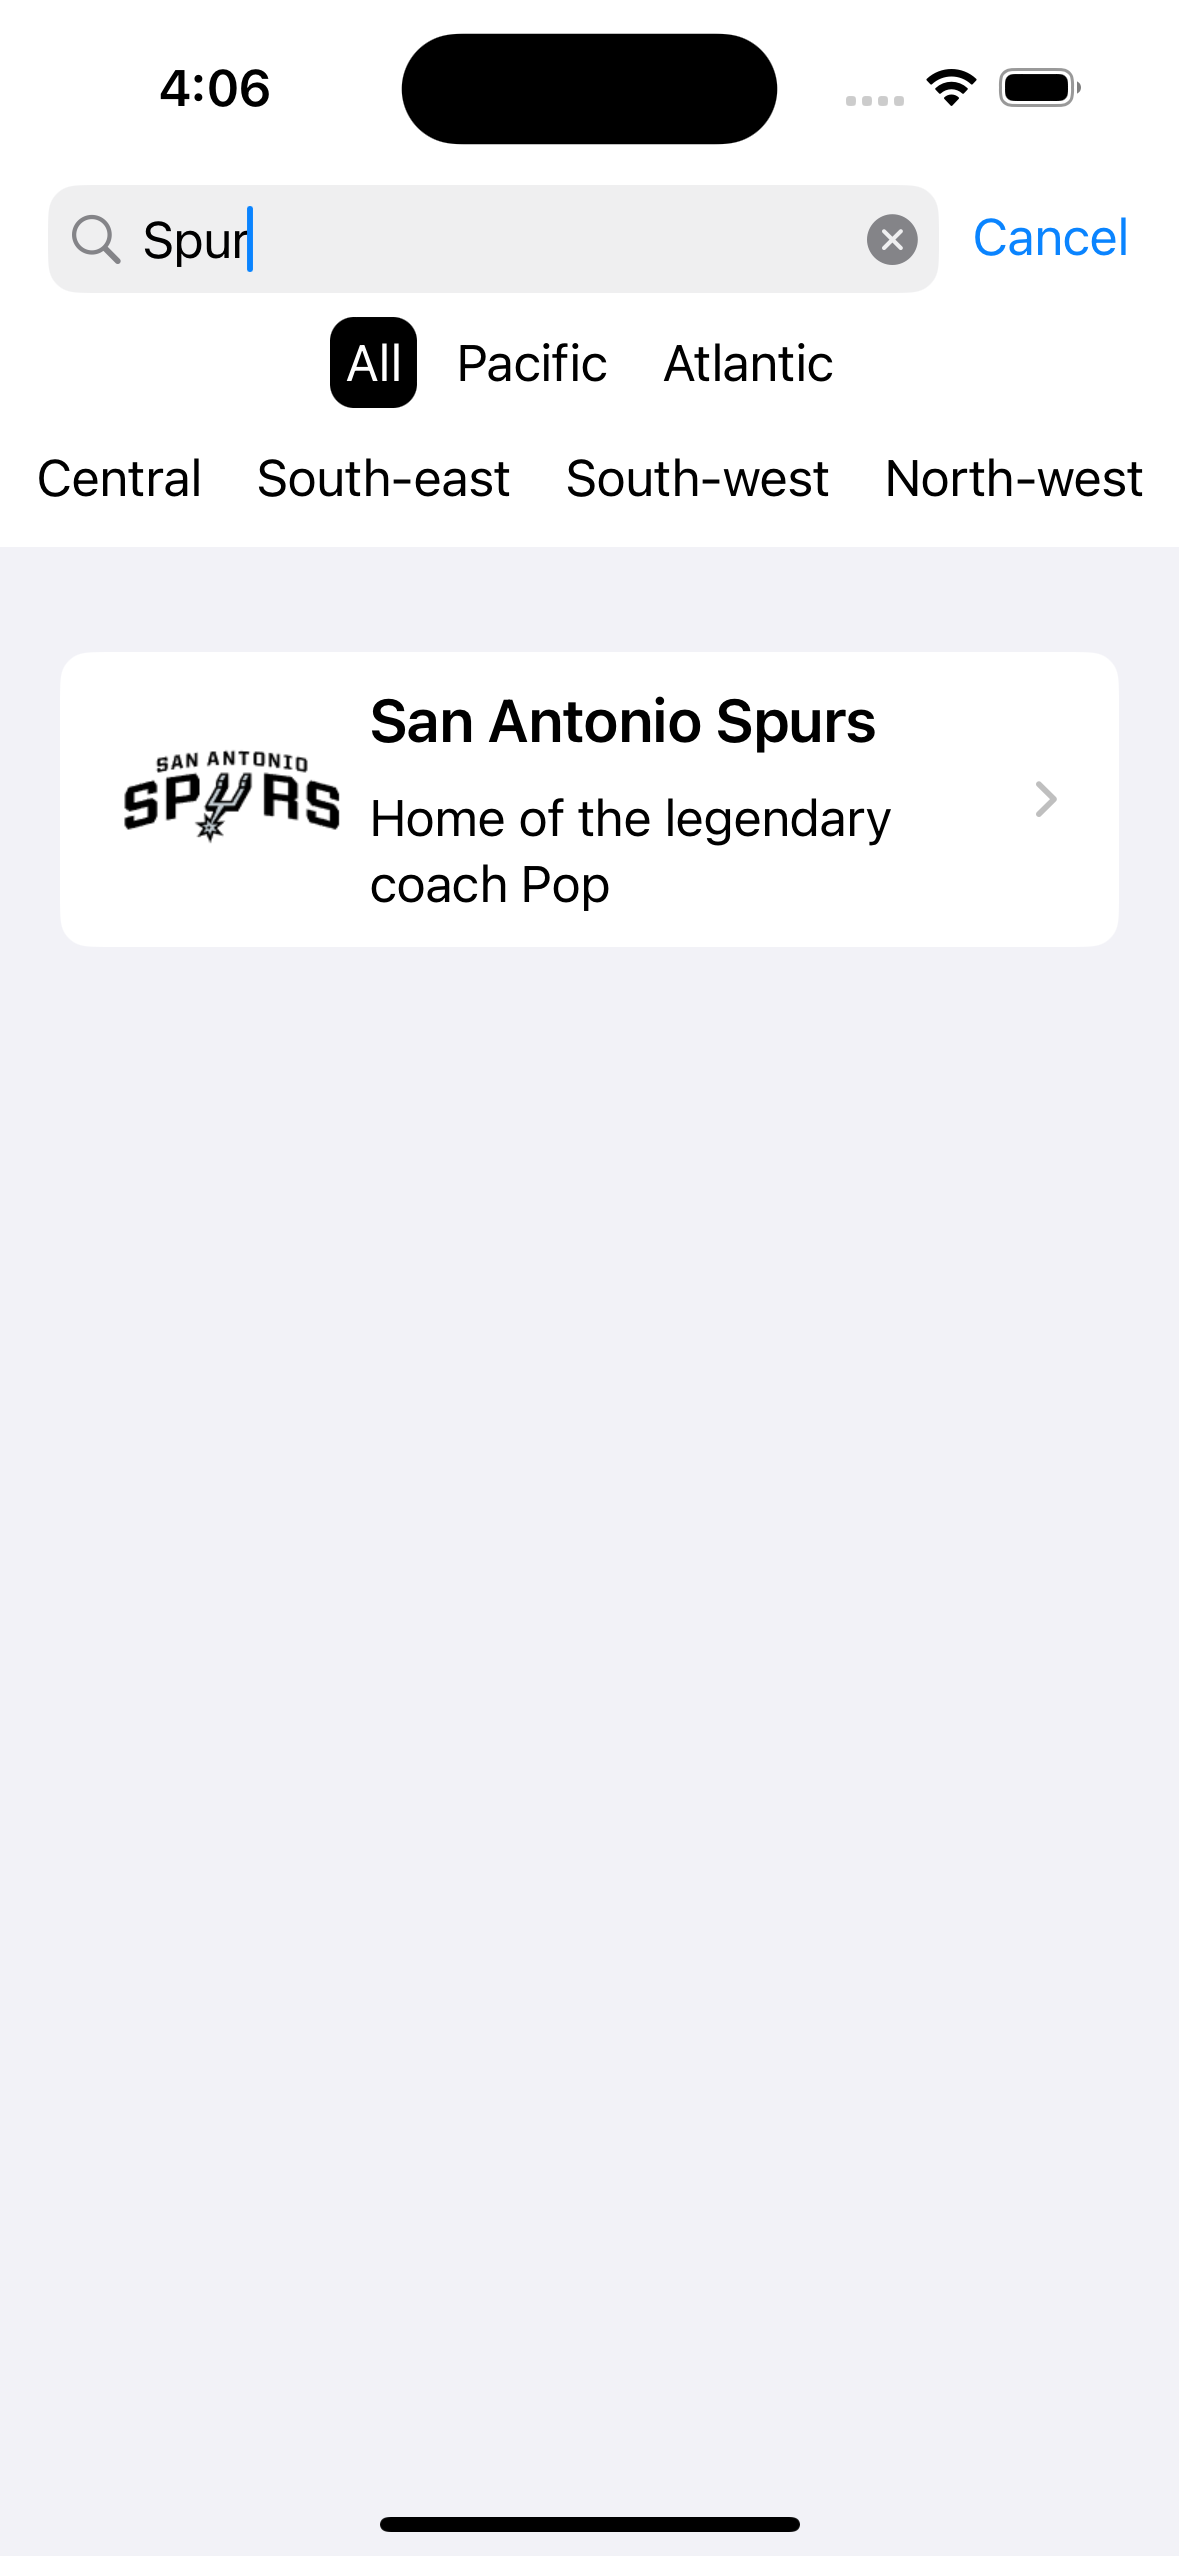 4:06
Spur
Cancel
All Pacific Atlantic
Central South-east South-west North-west
San Antonio Spurs
SAN ANTONIO
SPURS
Home of the legendary
coach Pop